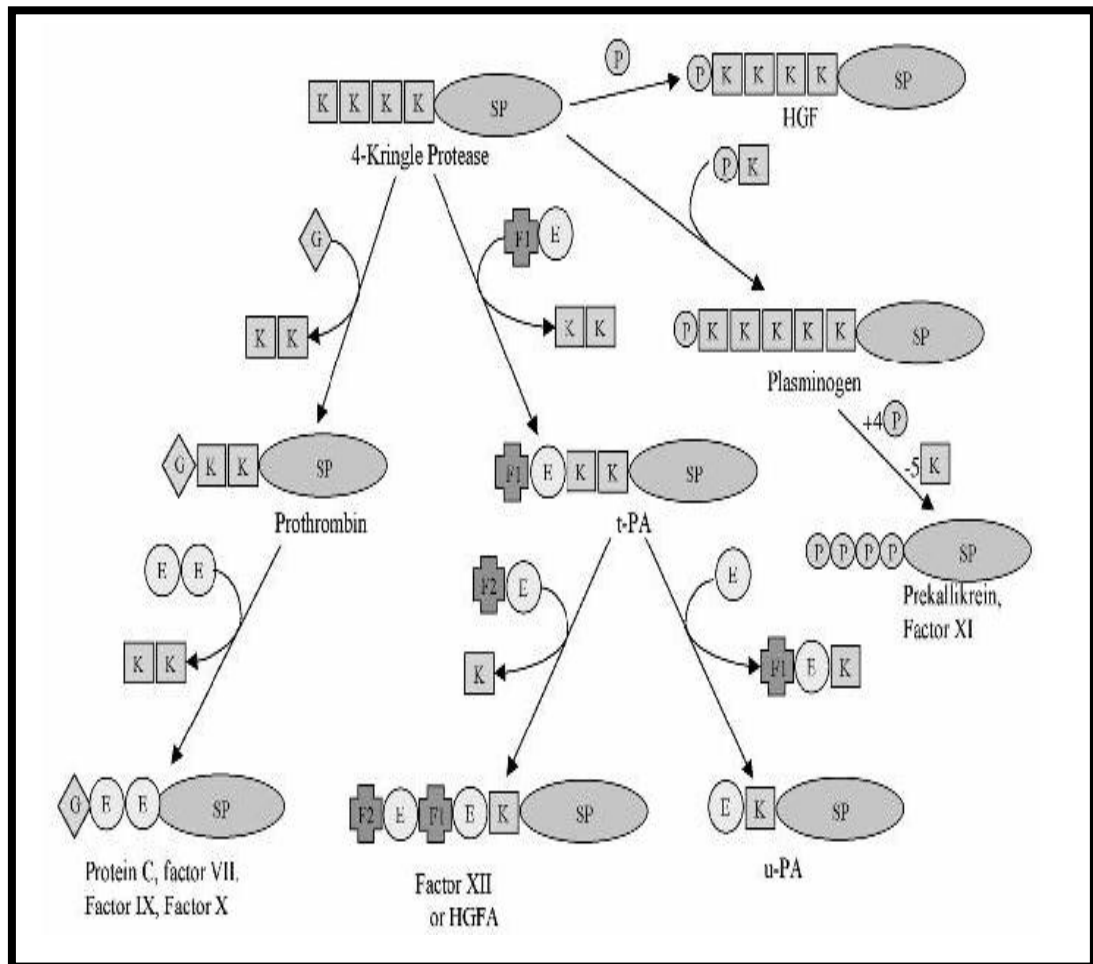 P
K K K K SP
P K K K K SP
HGF
4-Kringle Protease
P K
G
F1 E
K K
K K
P K K K K K SP
Plasminogen
+4 P
-5 K
G K K SP
Prothrombin
F1 E K K SP
t-PA
P P P P SP
Prekallikrein,
Factor XI
E E
F2 E
E
K K
K
F1 E K
G E E SP
Protein C, factor VII,
Factor IX, Factor X
F2 E F1 E K SP
Factor XII
or HGFA
E K SP
u-PA